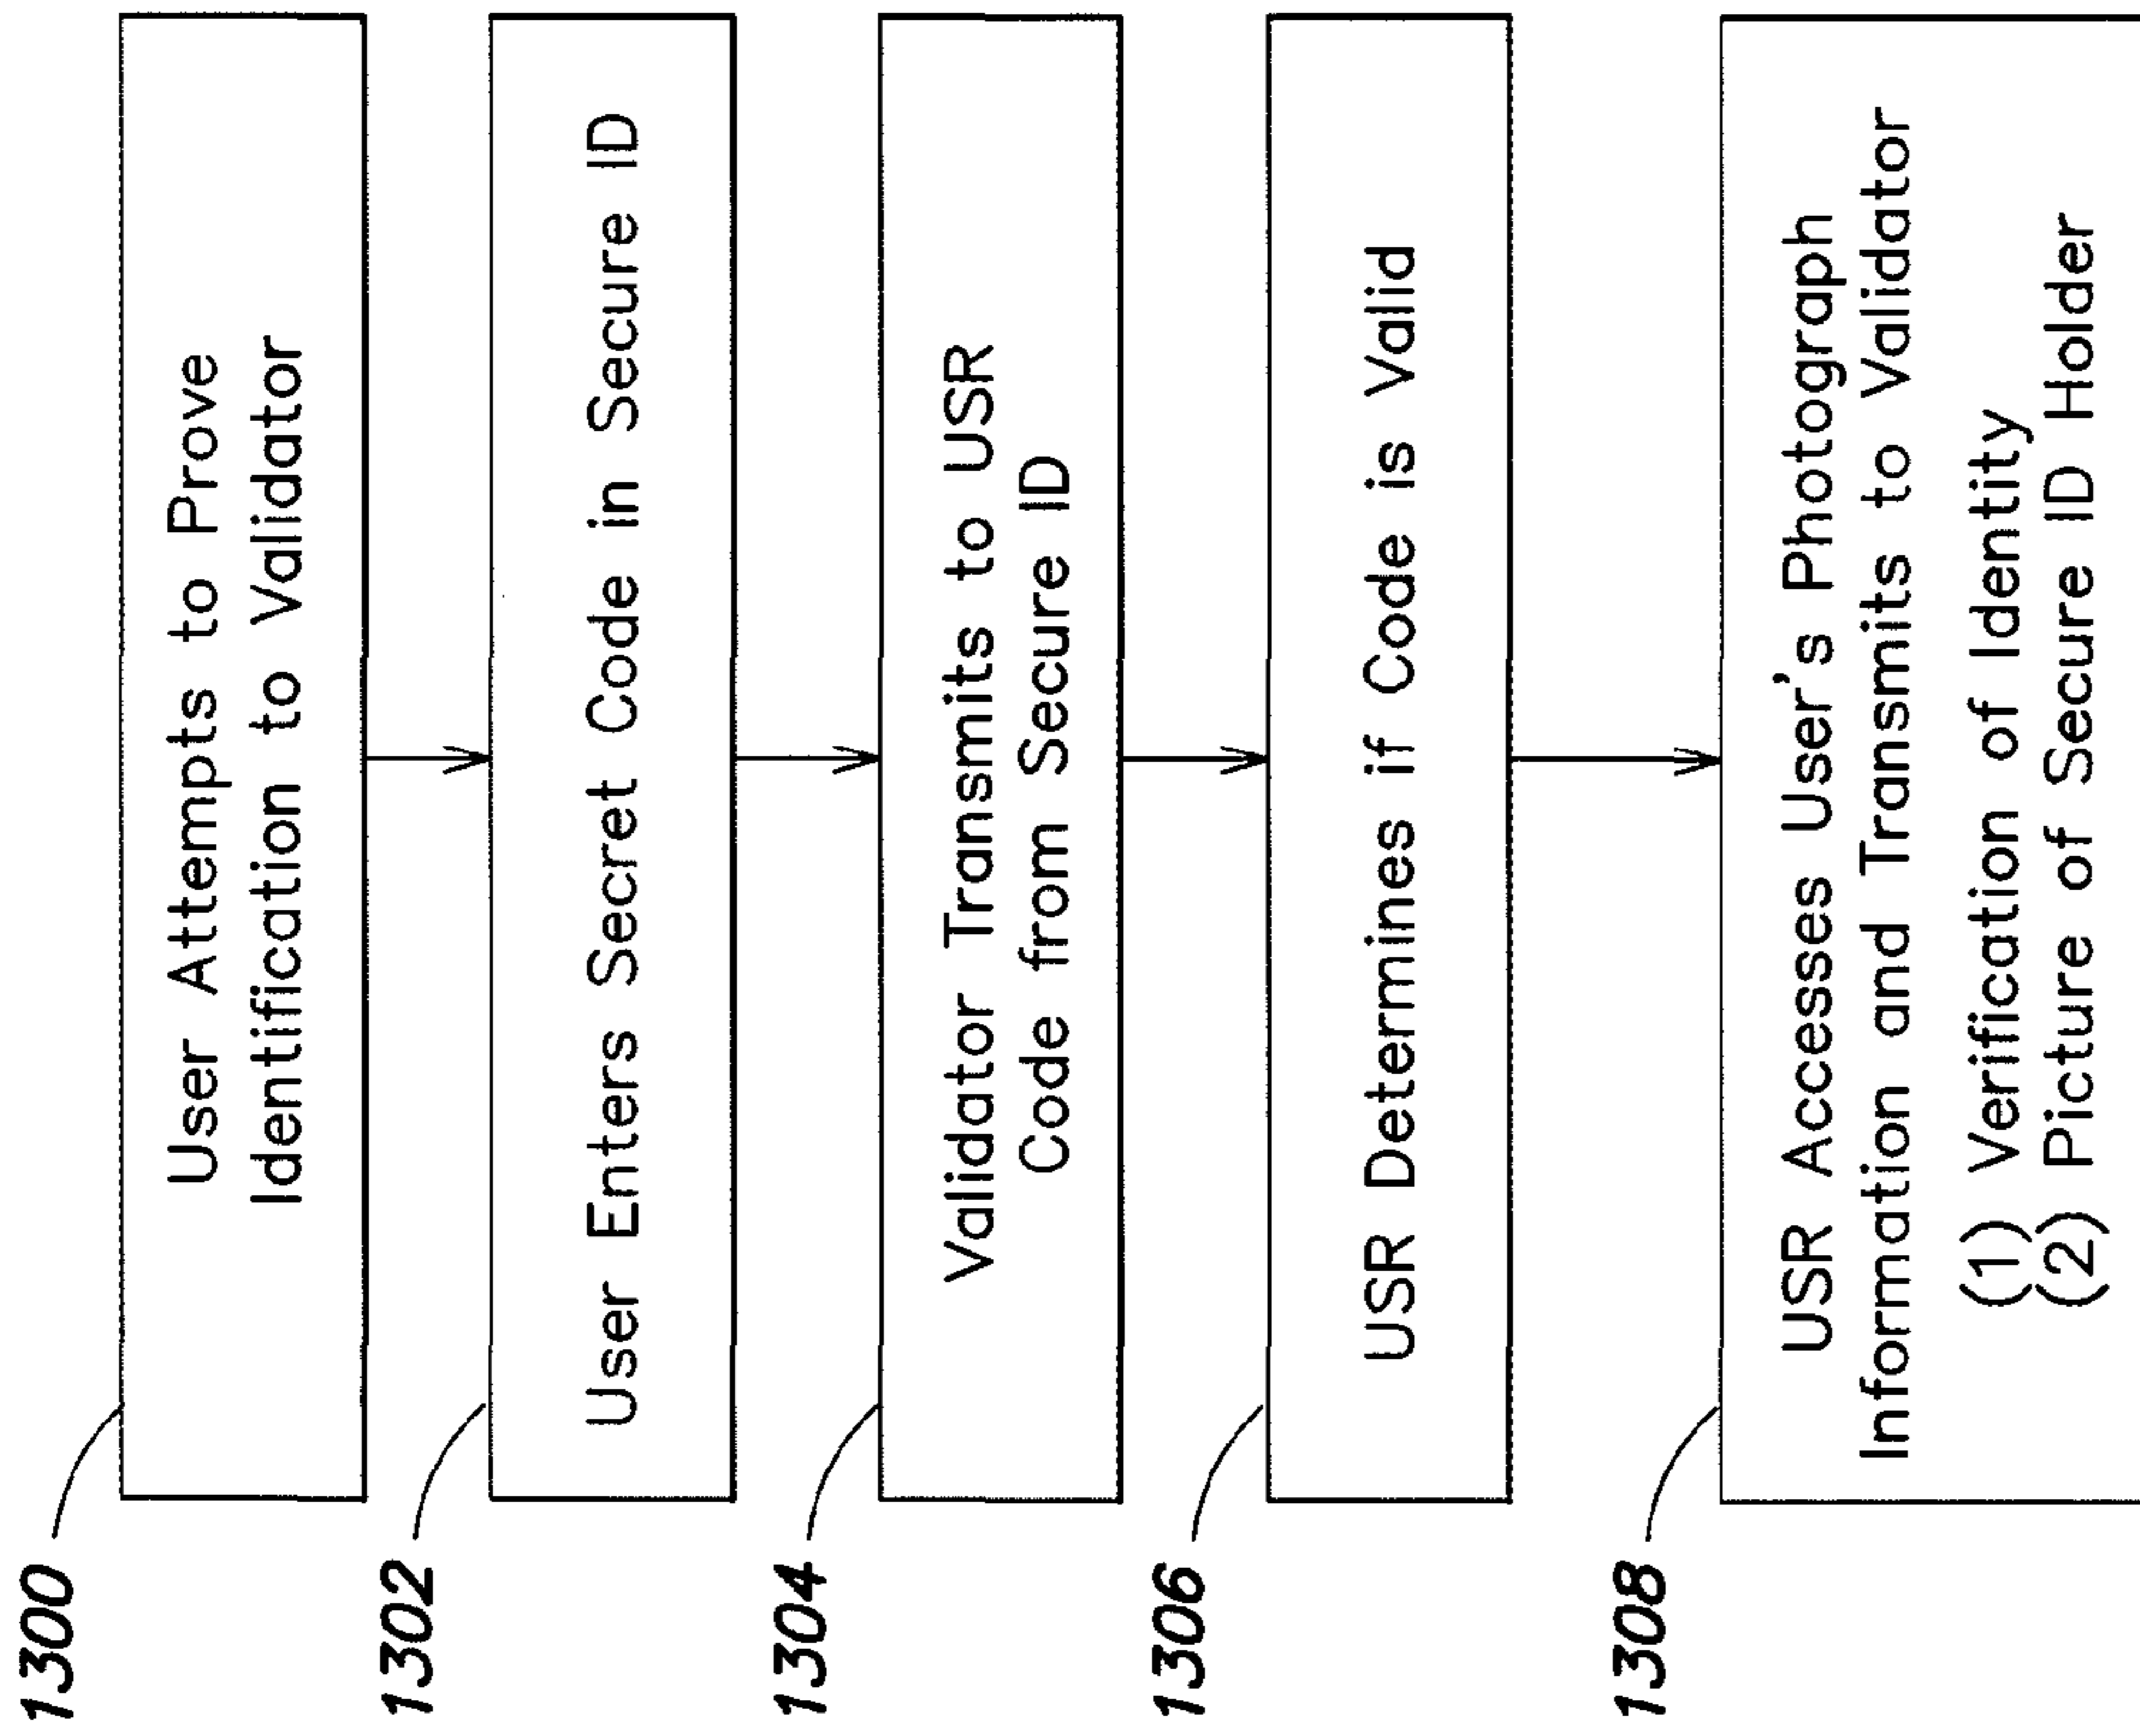 1300
User Attempts to Prove
Identification to Validator
1302
User Enters Secret Code in Secure ID
1304
Validator Transmits to USR
Code from Secure ID
1306
USR Determines if Code is Valid
1308
USR Accesses User's Photograph
Information and Transmits to Validator
(1) Verification of Identity
(2) Picture of Secure ID Holder